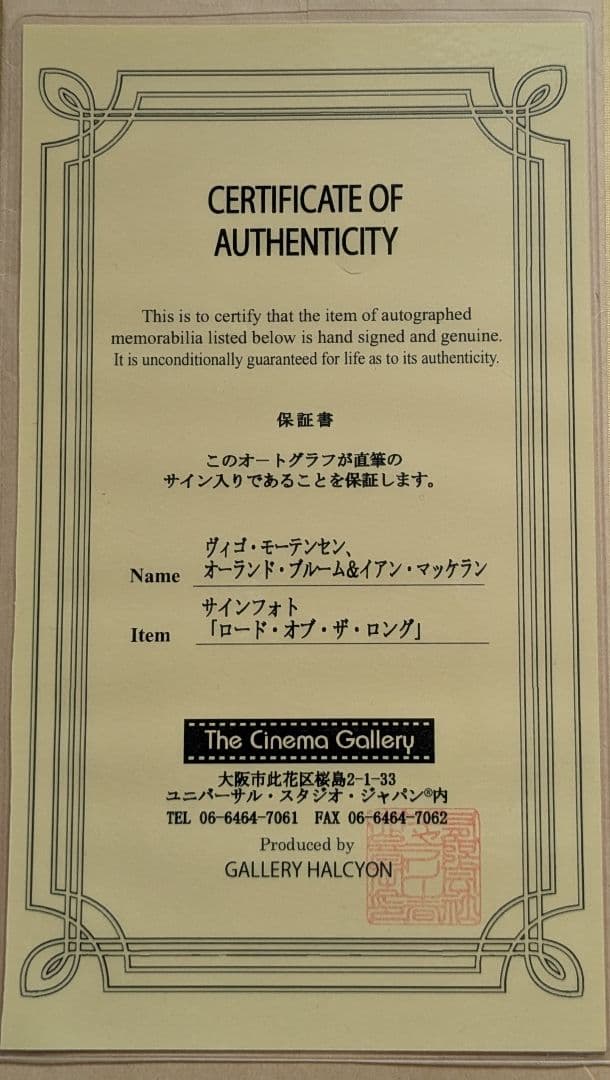 CERTIFICATE OF
AUTHENTICITY
This is to certify that the item of autographed
memorabilia listed below is hand signed and genuine.
It is unconditionally guaranteed for life as to its authenticity.
保証書
このオートグラフが直筆の
サイン入りであることを保証します。
Name ヴィゴ・モーテンセン、
オーランド・ブルーム&イアン・マッケラン
Item サインフォト
「ロード・オブ・ザ・ロング」
The Cinema Gallery
大阪市此花区桜島2-1-33
ユニバーサル・スタジオ・ジャパン®内
TEL 06-6464-7061 FAX 06-6464-7062
Produced by
GALLERY HALCYON